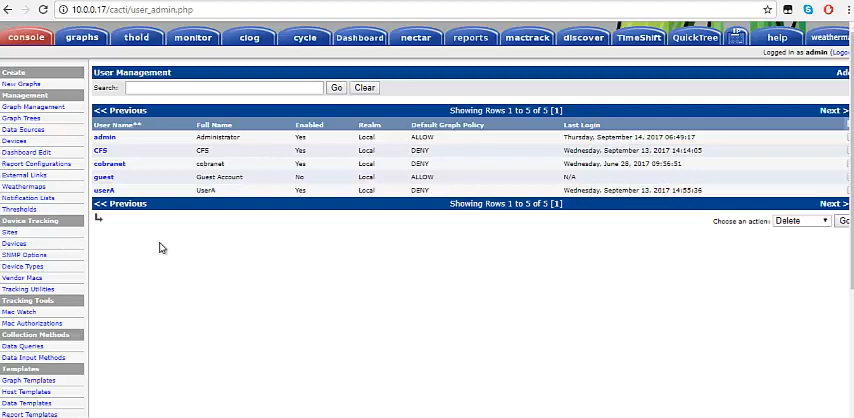 10.0.0.17/cacti/user_admin.php
console graphs thold monitor clog cycle Dashboard nectar reports mactrack discover TimeShift QuickTree IP help weatherma
Logged in as admin (Logo
Create
New Graphs
Management
Graph Management
Graph Trees
Data Sources
Devices
Dashboard Edit
Report Configurations
External Links
Weathermaps
Notification Lists
Thresholds
Device Tracking
Sites
Devices
SNMP Options
Device Types
Vendor Macs
Tracking Utilities
Tracking Tools
Mac Watch
Mac Authorizations
Collection Methods
Data Queries
Data Input Methods
Templates
Graph Templates
Host Templates
Data Templates
Report Templates
User Management Ad
Search: Go Clear
<< Previous Showing Rows 1 to 5 of 5 [1] Next >
User Name** Full Name Enabled Realm Default Graph Policy Last Login
admin Administrator Yes Local ALLOW Thursday, September 14, 2017 06:49:17
CFS CFS Yes Local DENY Wednesday, September 13, 2017 14:14:05
cobranet cobranet Yes Local DENY Wednesday, June 28, 2017 09:56:51
guest Guest Account No Local ALLOW N/A
userA UserA Yes Local DENY Wednesday, September 13, 2017 14:55:36
<< Previous Showing Rows 1 to 5 of 5 [1] Next >
Choose an action: Delete Go